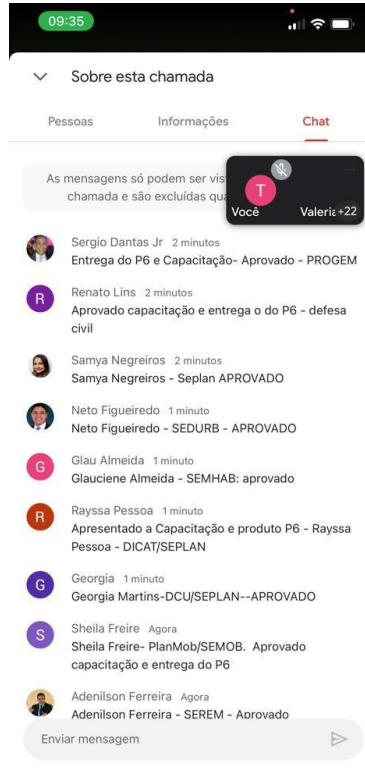 09:35
Sobre esta chamada
Pessoas Informações Chat
As mensagens só podem ser vis
chamada e são excluídas qua
T
Você Valeria +22
Sergio Dantas Jr 2 minutos
Entrega do P6 e Capacitação- Aprovado - PROGEM
R
Renato Lins 2 minutos
Aprovado capacitação e entrega o do P6 - defesa
civil
Samya Negreiros 2 minutos
Samya Negreiros - Seplan APROVADO
Neto Figueiredo 1 minuto
Neto Figueiredo - SEDURB - APROVADO
G
Glau Almeida 1 minuto
Glauciene Almeida - SEMHAB: aprovado
R
Rayssa Pessoa 1 minuto
Apresentado a Capacitação e produto P6 - Rayssa
Pessoa - DICAT/SEPLAN
G
Georgia 1 minuto
Georgia Martins-DCU/SEPLAN--APROVADO
S
Sheila Freire Agora
Sheila Freire- PlanMob/SEMOB. Aprovado
capacitação e entrega do P6
Adenilson Ferreira Agora
Adenilson Ferreira - SEREM - Aprovado
Enviar mensagem